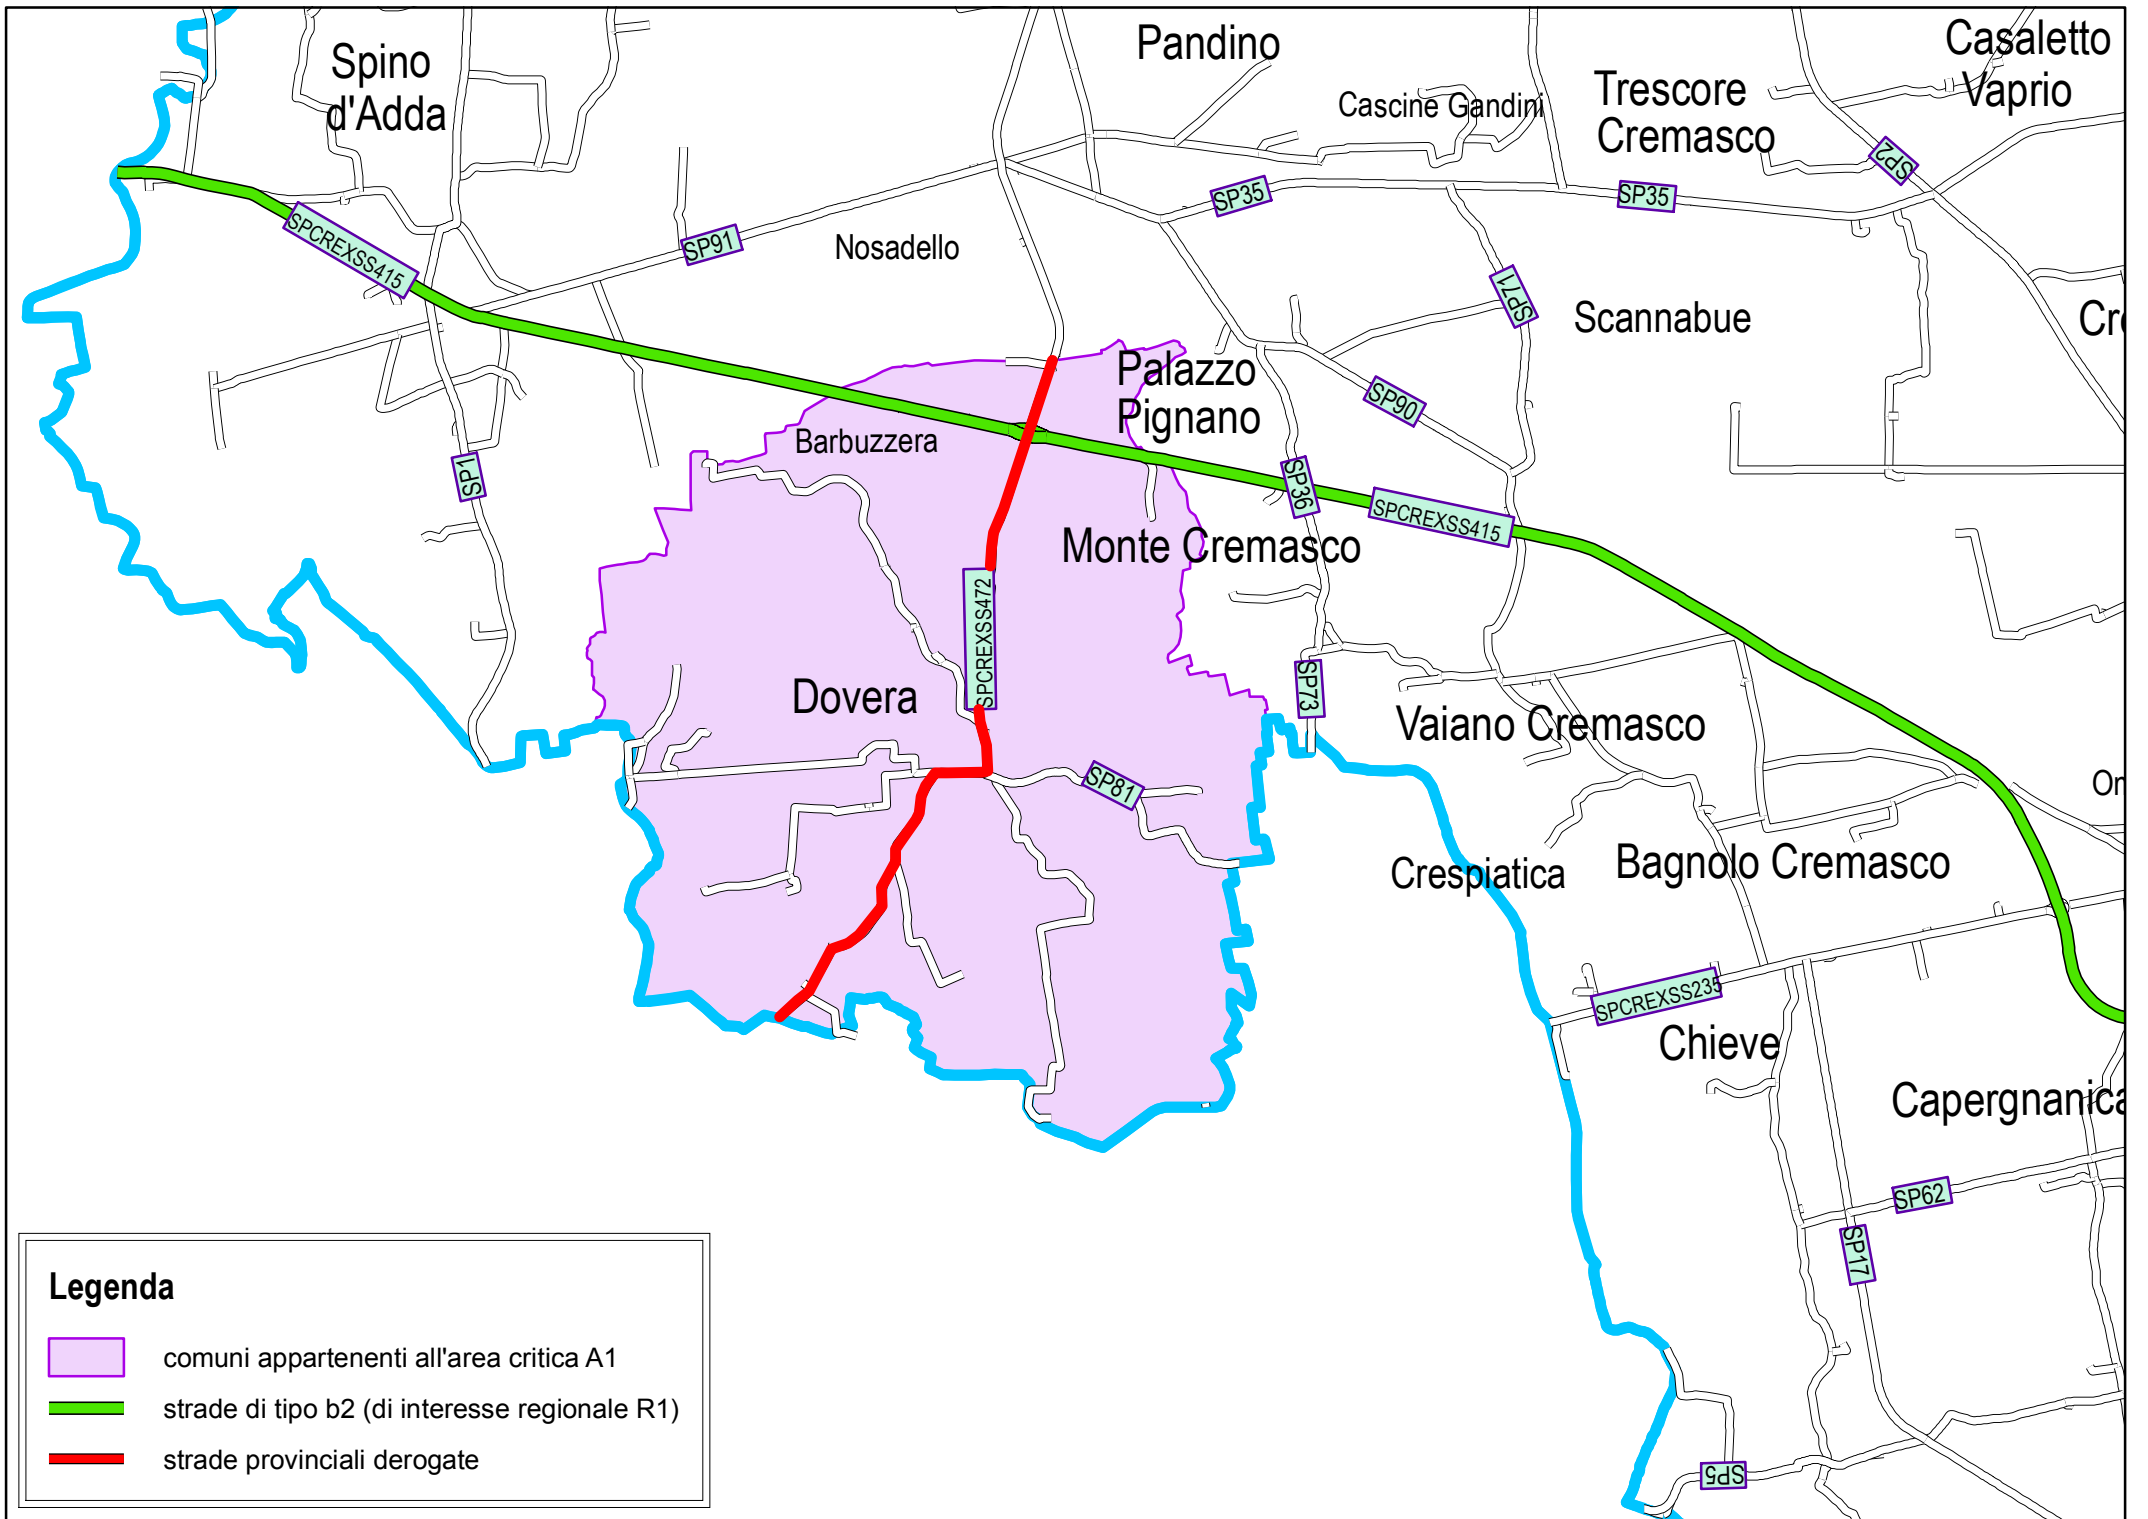 Spino
d'Adda
Pandino
Cascine Gandini
Trescore
Cremasco
Casaletto
Vaprio
SP2
SPCREXSS415
SP91
Nosadello
SP35
SP35
SP71
Scannabue
Cre
Palazzo
Pignano
SP90
Barbuzzera
SP1
SP36
SPCREXSS415
Monte Cremasco
SPCREXSS472
Dovera
SP73
Vaiano Cremasco
SP81
Or
Crespiatica
Bagnolo Cremasco
SPCREXSS235
Chieve
Capergnanica
SP62
SP17
SP5
Legenda
comuni appartenenti all'area critica A1
strade di tipo b2 (di interesse regionale R1)
strade provinciali derogate